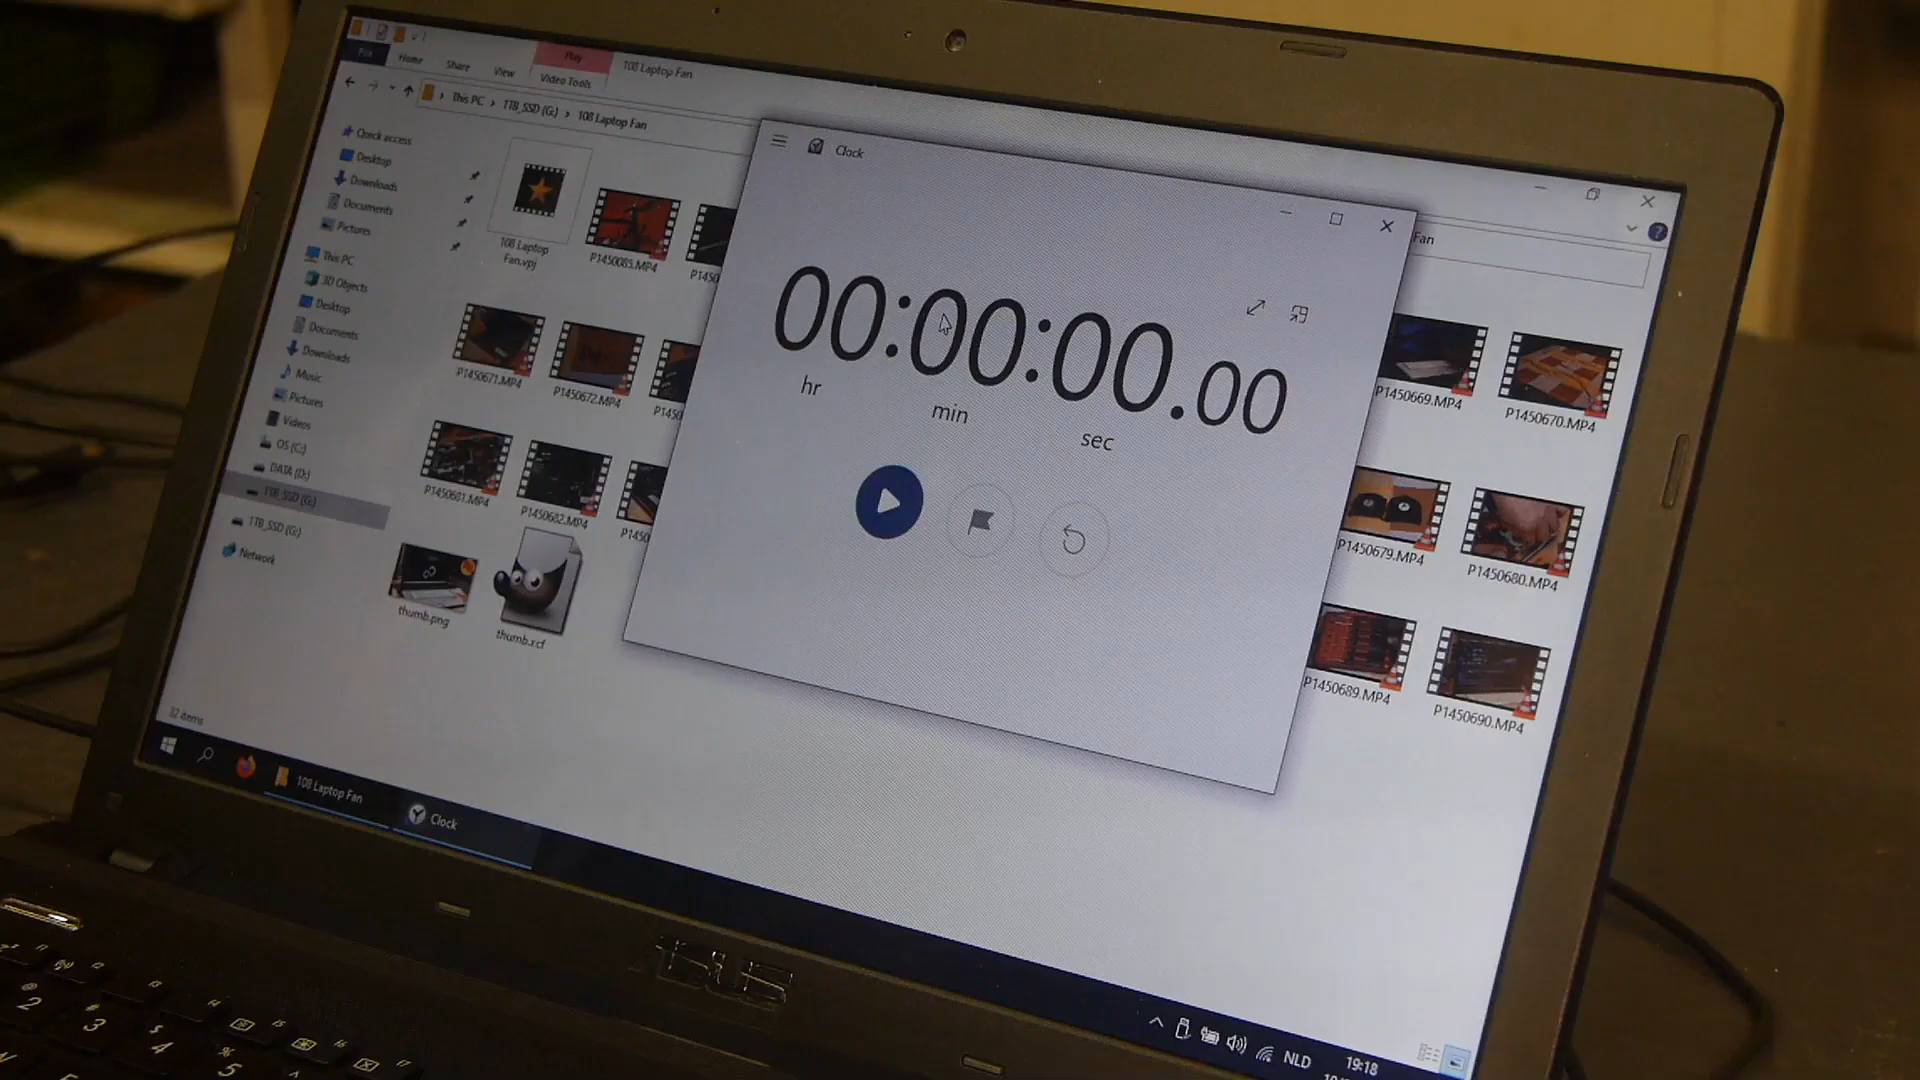 File Home Share View Play Video Tools 108 Laptop Fan
This PC 1TB_SSD (G:) 108 Laptop Fan
Fan
Quick access
Desktop
Downloads
Documents
Pictures
This PC
3D Objects
Desktop
Documents
Downloads
Music
Pictures
Videos
OS (C:)
DATA (D:)
1TB_SSD (G:)
1TB_SSD (G:)
Network
32 items
108 Laptop Fan.vpj
P1450085.MP4
P1450671.MP4
P1450672.MP4
P1450669.MP4
P1450670.MP4
P1450681.MP4
P1450682.MP4
P1450679.MP4
P1450680.MP4
thumb.png
thumb.xcf
P1450689.MP4
P1450690.MP4
Clock
00:00:00.00
hr min sec
108 Laptop Fan
Clock
NLD 19:18
ASUS
2 3 4 5